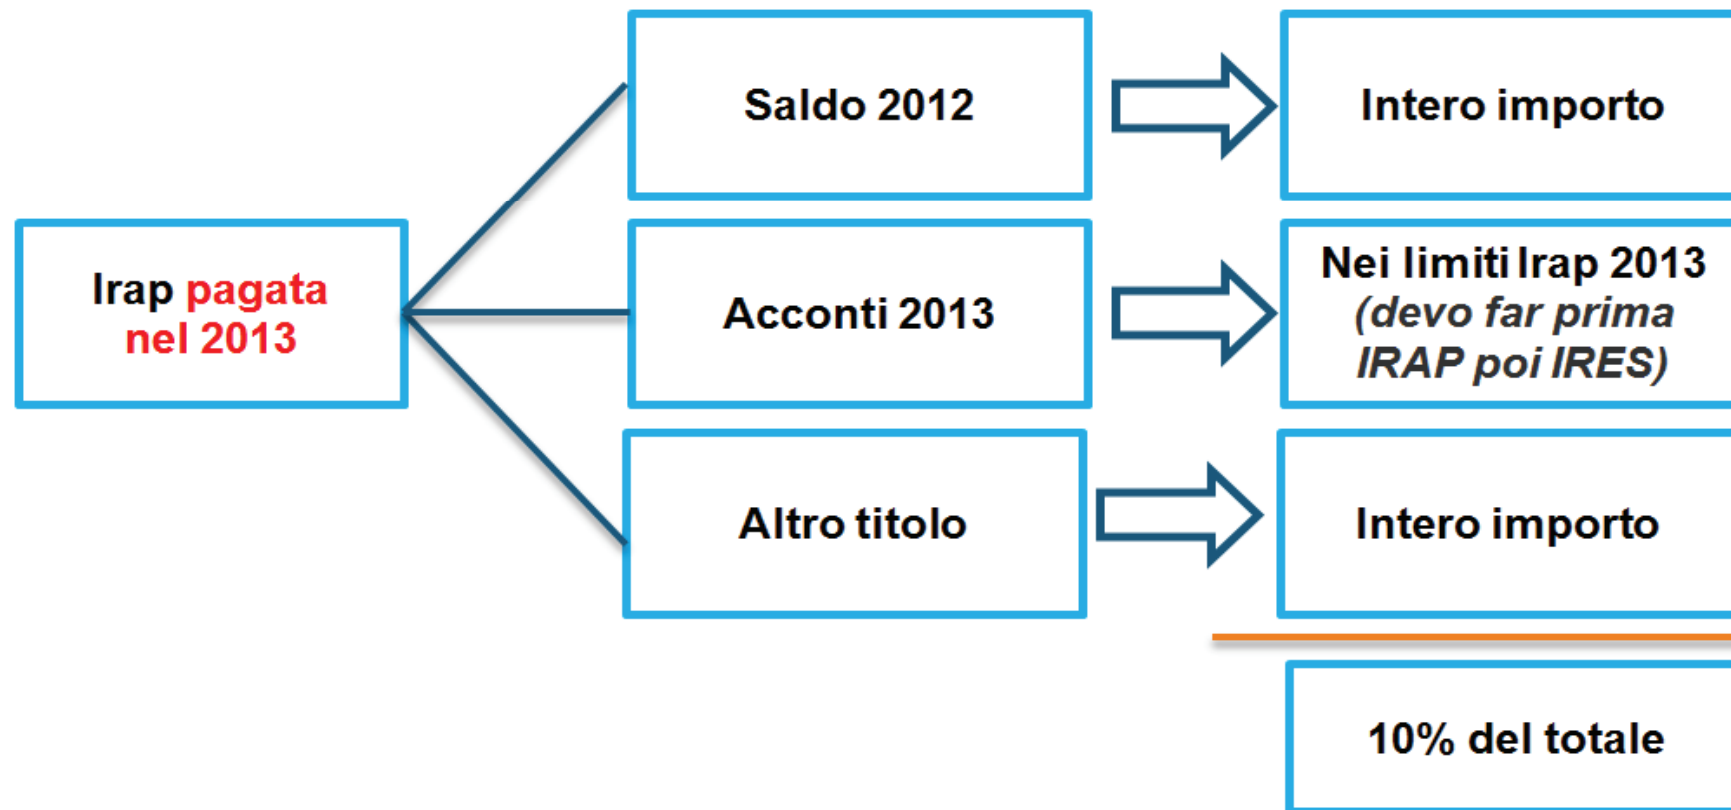 Saldo 2012
Intero importo
Irap pagata
nel 2013
Acconti 2013
Nei limiti Irap 2013
(devo far prima
IRAP poi IRES)
Altro titolo
Intero importo
10% del totale